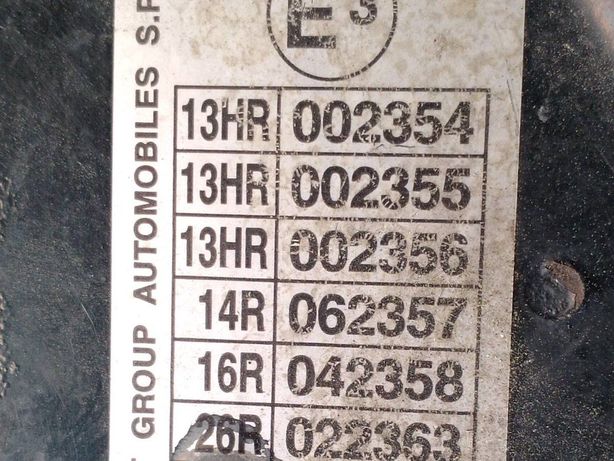 E3
13HR 002354
13HR 002355
13HR 002356
14R 062357
16R 042358
26R 022363
GROUP AUTOMOBILES S.P